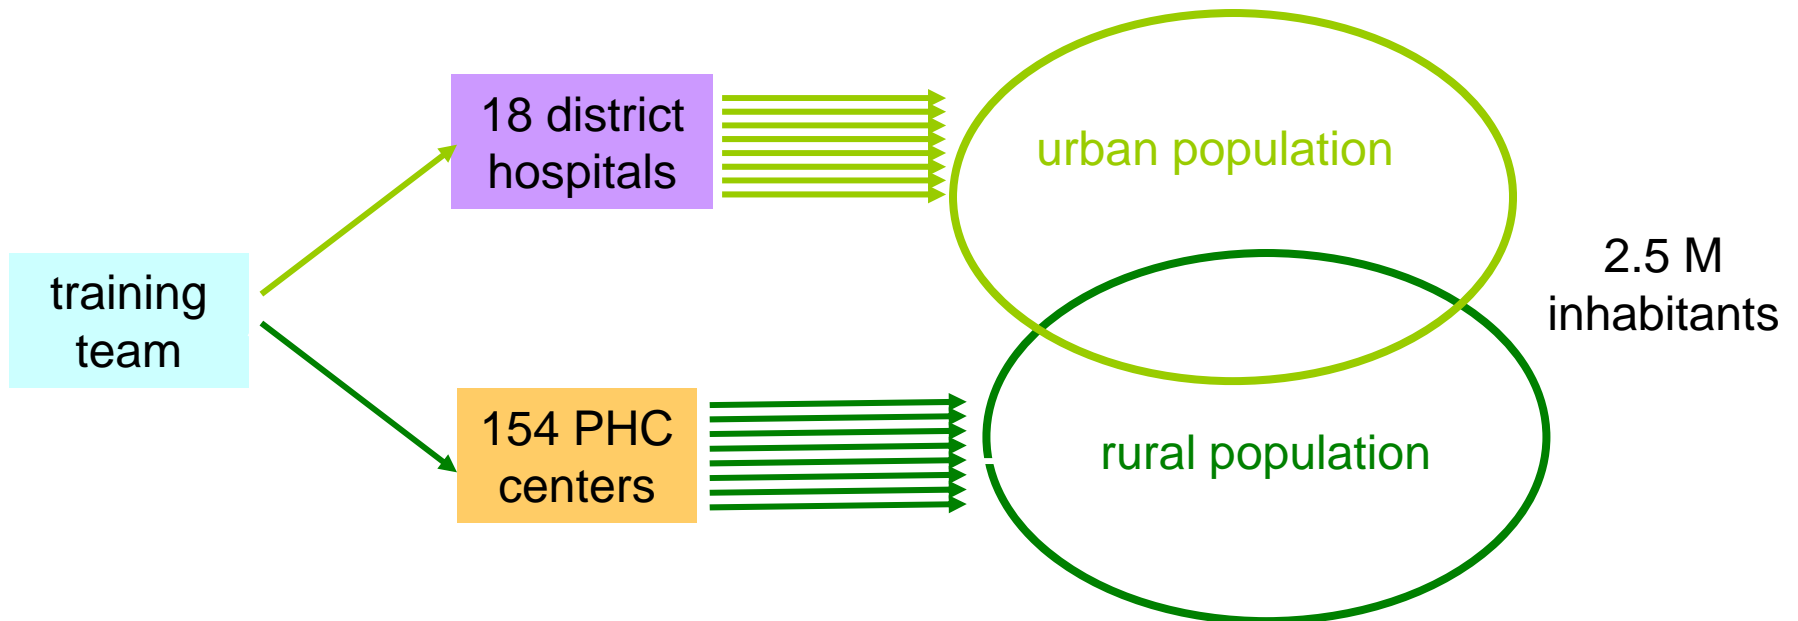 training
team
18 district
hospitals
154 PHC
centers
urban population
rural population
2.5 M
inhabitants